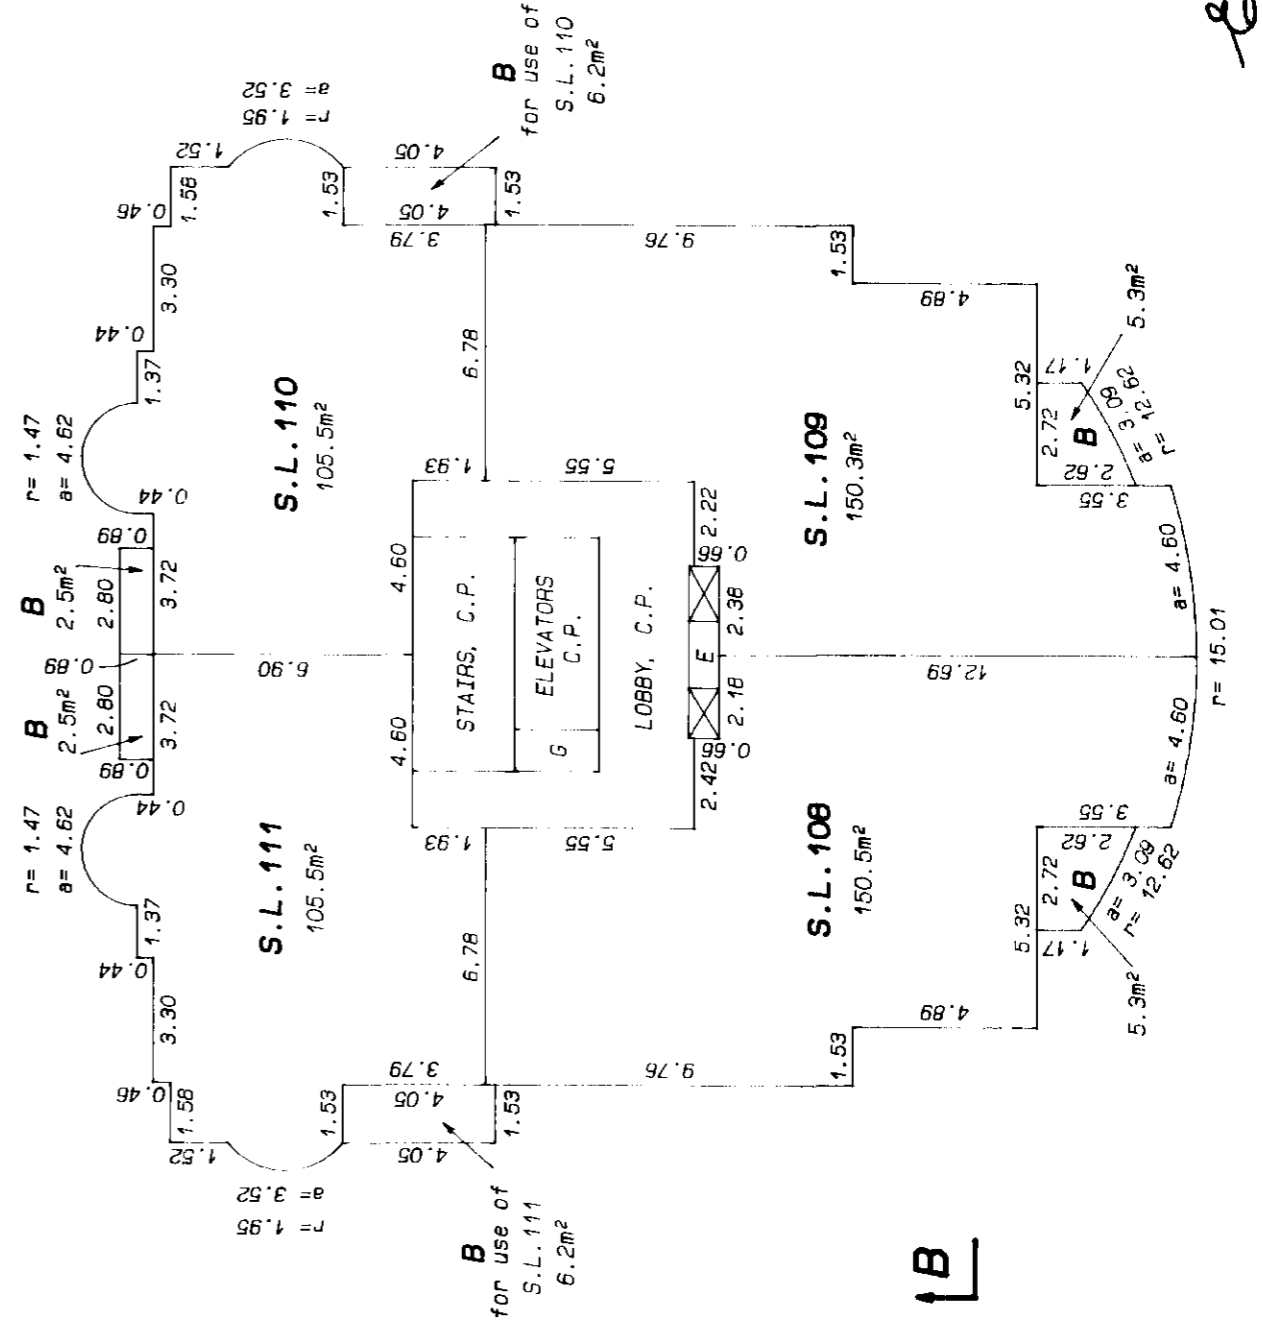 r= 1.47
a= 4.62
r= 1.47
a= 4.62
B
2.5m²
B
2.5m²
B
for use of
S.L.110
6.2m²
a= 3.52
r= 1.95
1.52
1.58
0.46
3.30
0.44
1.37
0.44
0.89
2.80
3.72
0.89
2.80
3.72
0.89
0.44
1.37
0.44
3.30
0.46
1.58
1.52
a= 3.52
r= 1.95
S.L.110
105.5m²
S.L.111
105.5m²
1.53
4.05
4.05
3.79
1.53
6.90
6.78
1.93
4.60
4.60
1.93
6.78
1.53
3.79
4.05
4.05
1.53
B
for use of
S.L.111
6.2m²
STAIRS, C.P.
ELEVATORS
C.P.
G
LOBBY, C.P.
5.55
5.55
2.22
0.66
2.38
E
2.18
0.66
2.42
9.76
9.76
S.L.109
150.3m²
S.L.108
150.5m²
1.53
4.89
1.53
4.89
12.69
5.32
1.17
2.72
B
2.62
3.55
a= 3.09
r= 12.62
5.3m²
5.32
1.17
2.72
B
2.62
3.55
a= 3.09
r= 12.62
5.3m²
a= 4.60
a= 4.60
r= 15.01
B